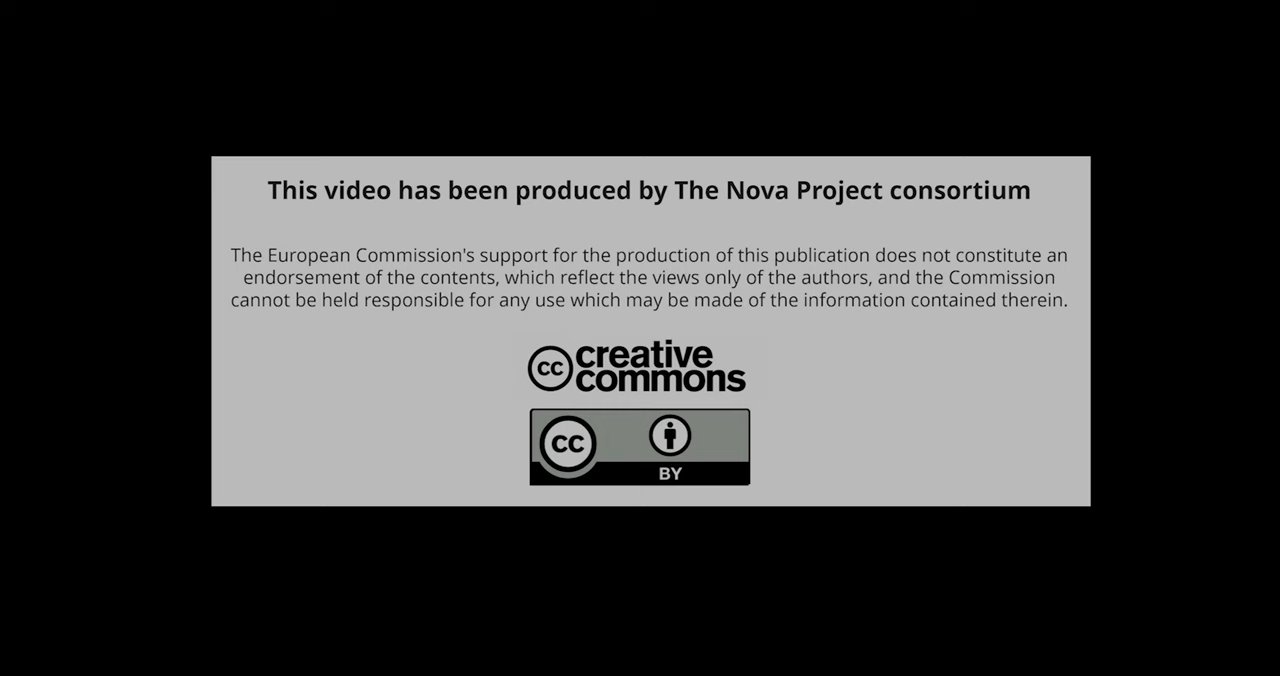 This video has been produced by The Nova Project consortium
The European Commission's support for the production of this publication does not constitute an
endorsement of the contents, which reflect the views only of the authors, and the Commission
cannot be held responsible for any use which may be made of the information contained therein.
cc creative
commons
cc
BY